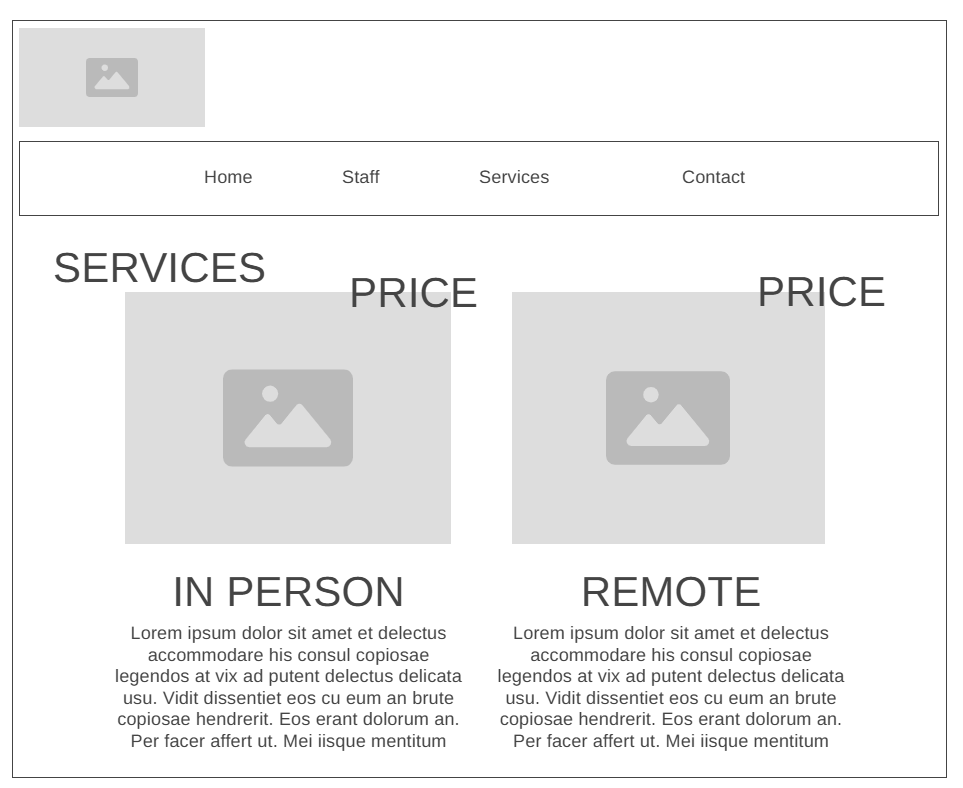 Home Staff Services Contact
SERVICES
PRICE PRICE
IN PERSON
Lorem ipsum dolor sit amet et delectus
accommodare his consul copiosae
legendos at vix ad putent delectus delicata
usu. Vidit dissentiet eos cu eum an brute
copiosae hendrerit. Eos erant dolorum an.
Per facer affert ut. Mei iisque mentitum
REMOTE
Lorem ipsum dolor sit amet et delectus
accommodare his consul copiosae
legendos at vix ad putent delectus delicata
usu. Vidit dissentiet eos cu eum an brute
copiosae hendrerit. Eos erant dolorum an.
Per facer affert ut. Mei iisque mentitum